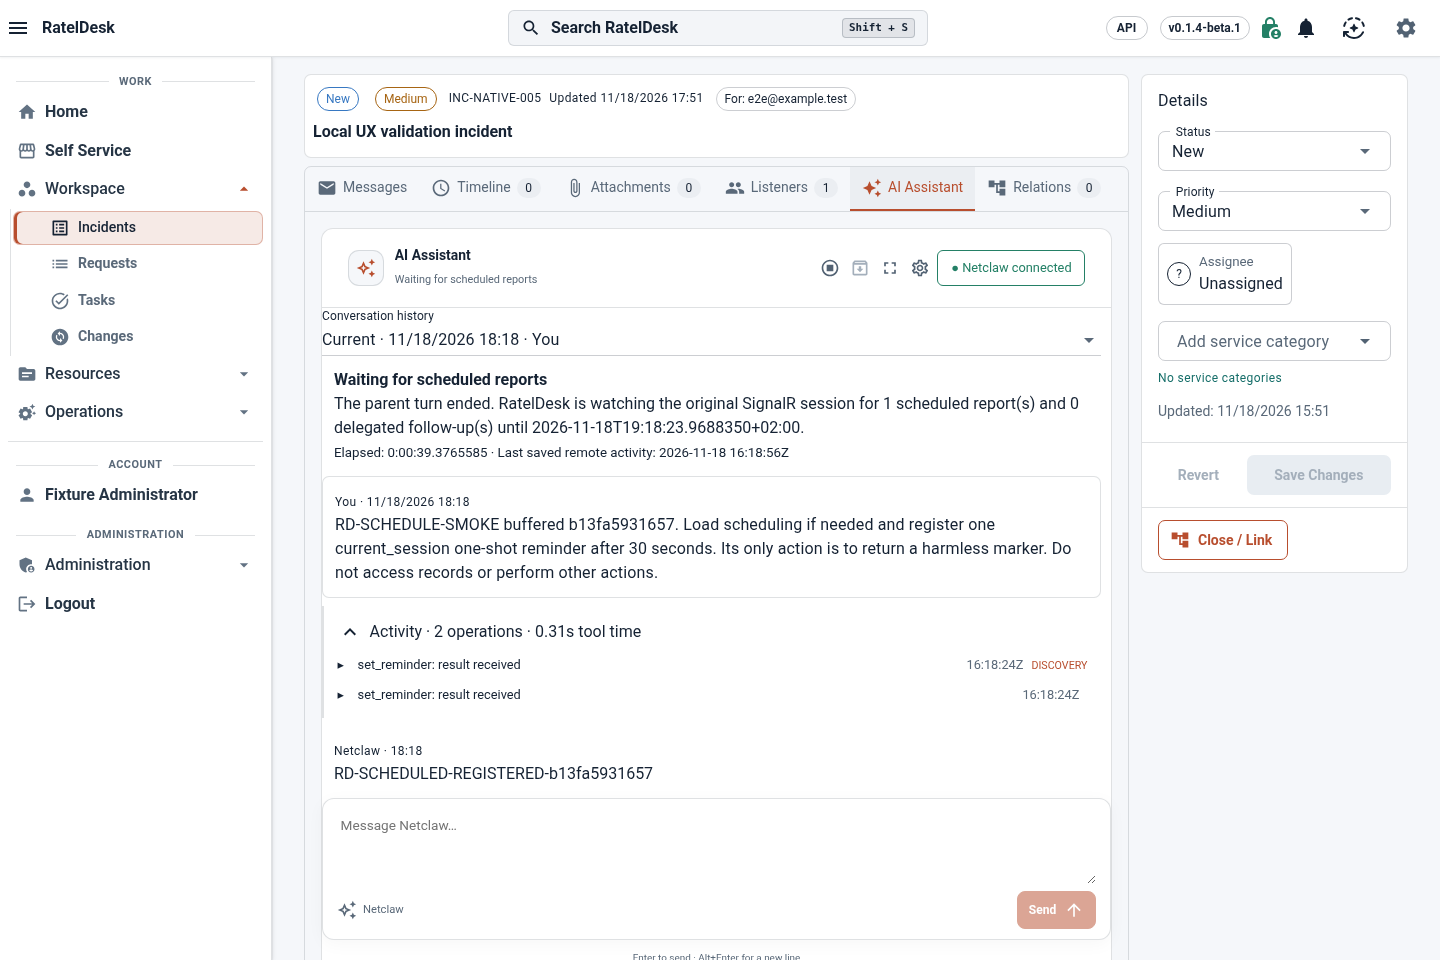 RatelDesk
Search RatelDesk
Shift + S
API
v0.1.4-beta.1
WORK
Home
Self Service
Workspace
Incidents
Requests
Tasks
Changes
Resources
Operations
ACCOUNT
Fixture Administrator
ADMINISTRATION
Administration
Logout
New
Medium
INC-NATIVE-005 Updated 11/18/2026 17:51
For: e2e@example.test
Local UX validation incident
Messages
Timeline 0
Attachments 0
Listeners 1
AI Assistant
Relations 0
AI Assistant
Waiting for scheduled reports
● Netclaw connected
Conversation history
Current · 11/18/2026 18:18 · You
Waiting for scheduled reports
The parent turn ended. RatelDesk is watching the original SignalR session for 1 scheduled report(s) and 0
delegated follow-up(s) until 2026-11-18T19:18:23.9688350+02:00.
Elapsed: 0:00:39.3765585 · Last saved remote activity: 2026-11-18 16:18:56Z
You · 11/18/2026 18:18
RD-SCHEDULE-SMOKE buffered b13fa5931657. Load scheduling if needed and register one
current_session one-shot reminder after 30 seconds. Its only action is to return a harmless marker. Do
not access records or perform other actions.
Activity · 2 operations · 0.31s tool time
set_reminder: result received 16:18:24Z DISCOVERY
set_reminder: result received 16:18:24Z
Netclaw · 18:18
RD-SCHEDULED-REGISTERED-b13fa5931657
Message Netclaw…
Netclaw
Send
Enter to send · Alt+Enter for a new line
Details
Status
New
Priority
Medium
?
Assignee
Unassigned
Add service category
No service categories
Updated: 11/18/2026 15:51
Revert
Save Changes
Close / Link